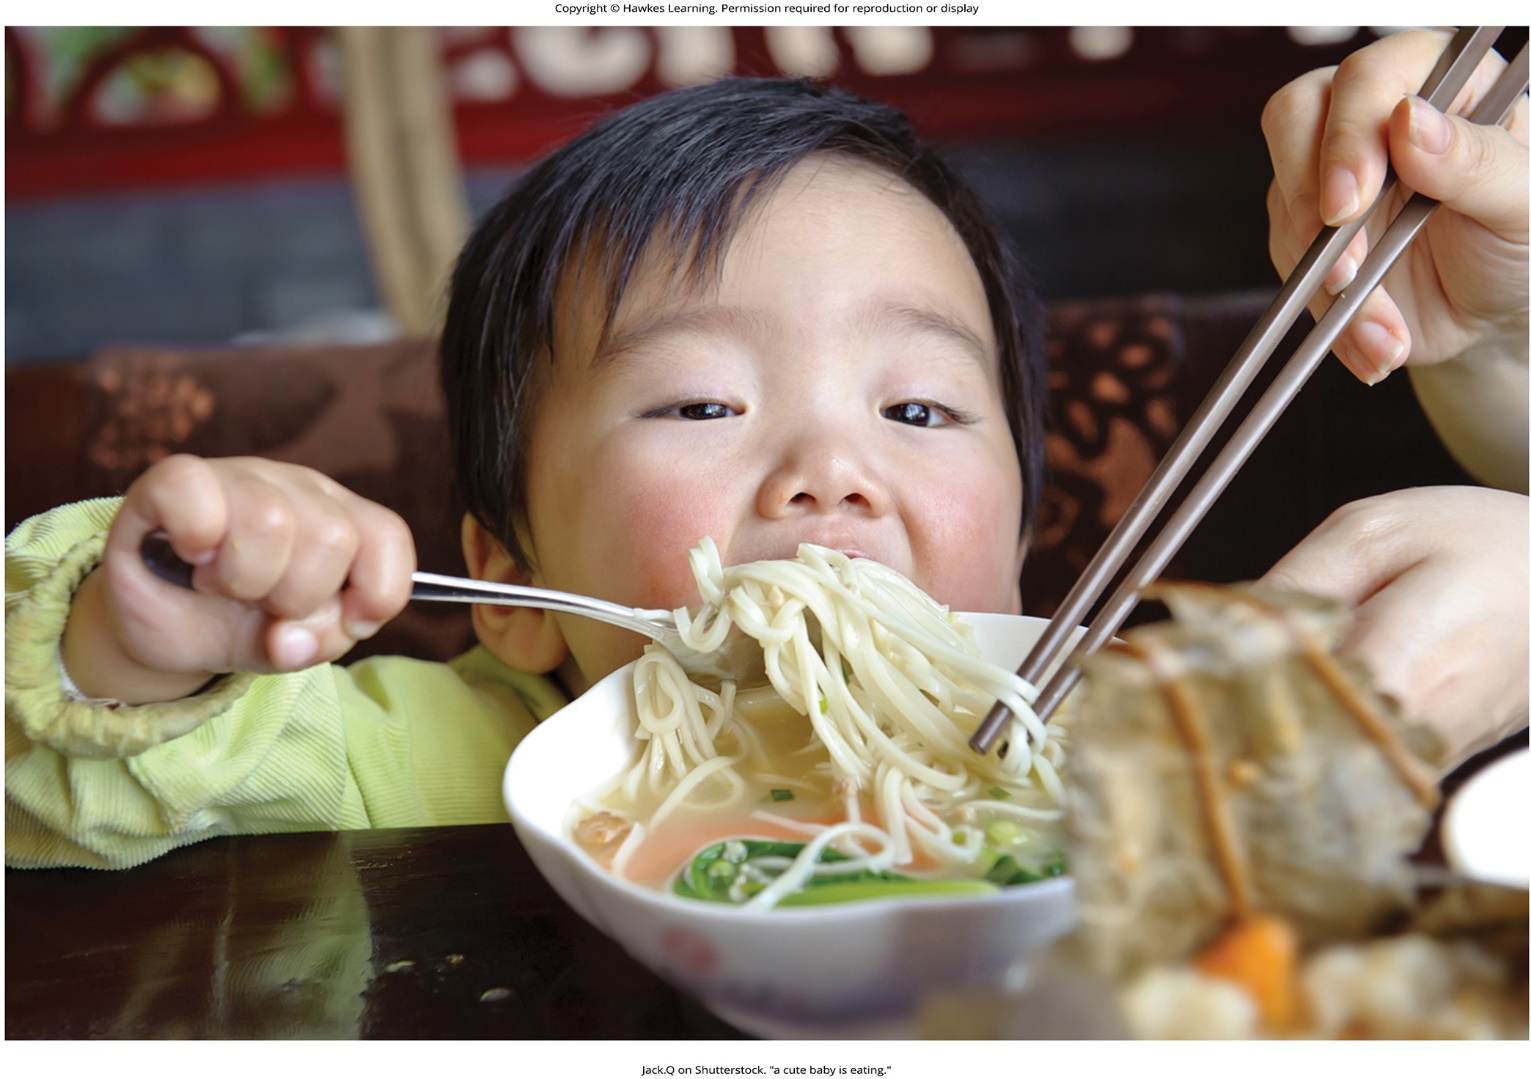 Copyright © Hawkes Learning. Permission required for reproduction or display
Jack.Q on Shutterstock. "a cute baby is eating."